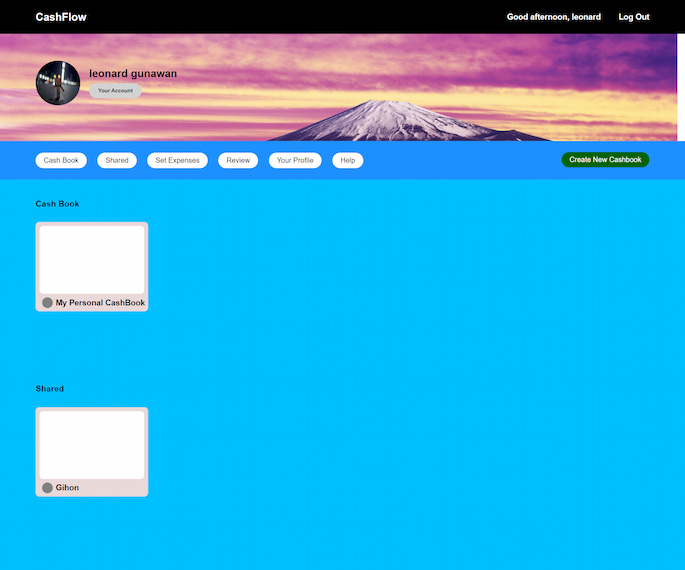 CashFlow
Good afternoon, leonard
Log Out
leonard gunawan
Your Account
Cash Book
Shared
Set Expenses
Review
Your Profile
Help
Create New Cashbook
Cash Book
My Personal CashBook
Shared
Gihon